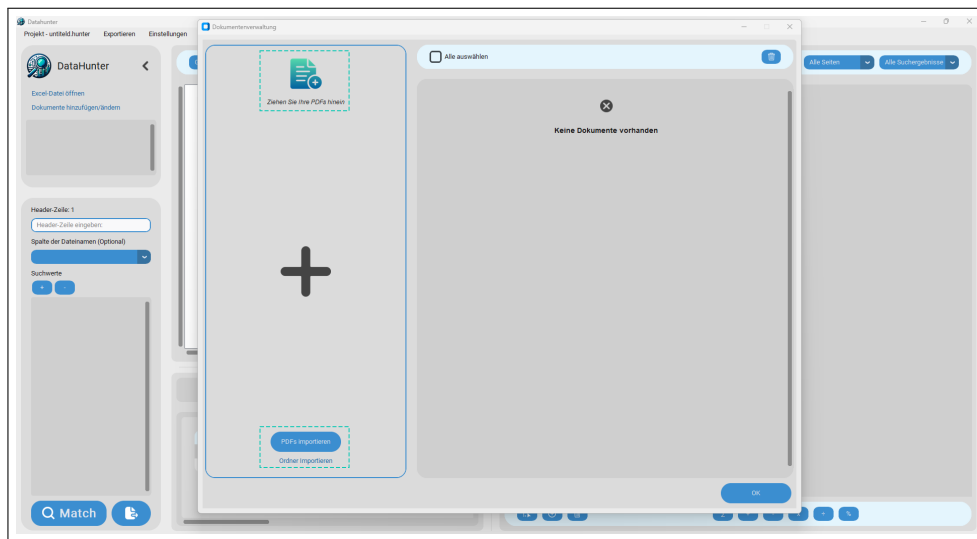 Datahunter
Projekt - untiteld.hunter Exportieren Einstellungen
DataHunter
Excel-Datei öffnen
Dokumente hinzufügen/ändern
Header-Zeile: 1
Header-Zeile eingeben:
Spalte der Dateinamen (Optional)
Suchwerte
+ -
Match
Dokumentenverwaltung
Ziehen Sie Ihre PDFs hinein
PDFs importieren
Ordner Importieren
Alle auswählen
Keine Dokumente vorhanden
OK
Alle Seiten
Alle Suchergebnisse